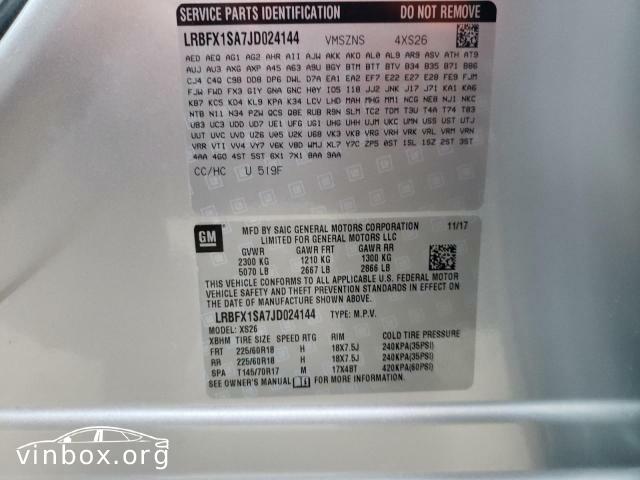 SERVICE PARTS IDENTIFICATION DO NOT REMOVE
LRBFX1SA7JD024144 VMSZNS 4XS26
AED AEQ AG1 AG2 AHR AII AJW AKK AKO AL0 AL9 AR9 ASV ATH AT9
AUJ AU3 AXG AXP A45 A63 A9U BGY BTM BTT BTV B34 B35 B71 BB6
CJ4 C4Q C9B DD8 DP6 DWL D7A EA1 EA2 EF7 E22 E28 FE2 FE9 FJM
FJW FWD FX3 G1Y GNA GNC H0Y IO5 I18 JJ2 JNK J17 J71 KA1 KA6
KB7 KC5 KD4 KL9 KPA K34 LCV LHD MAH MHG MM1 NCG NE8 NJ1 NKC
NTB N11 N34 PZW QCS Q8E RUB R9N SLM TC2 TDM T3U T4A T74 T83
UB3 UC3 UDD UD7 UE1 UFG UG1 UHG UHH UJM UKC UMN USS UST UTJ
UUT UVC UVD UZ6 U05 U2K U68 VK3 VKB VRG VRH VRK VRL VRM VRN
VRR VT1 VV4 VY7 V6K V8D WMJ XL7 Y7C ZP5 0ST 1SL 1SZ 2ST 3ST
4AA 4G0 4ST 5ST 6X1 7X1 8AA 9AA
CC/HC U 519F
GM
MFD BY SAIC GENERAL MOTORS CORPORATION 11/17
LIMITED FOR GENERAL MOTORS LLC
GVWR GAWR FRT GAWR RR
2300 KG 1210 KG 1300 KG
5070 LB 2667 LB 2866 LB
THIS VEHICLE CONFORMS TO ALL APPLICABLE U.S. FEDERAL MOTOR
VEHICLE SAFETY AND THEFT PREVENTION STANDARDS IN EFFECT
ON THE DATE OF MANUFACTURE SHOWN ABOVE.
LRBFX1SA7JD024144 TYPE: M.P.V.
MODEL: XS26
XBHM TIRE SIZE SPEED RTG RIM COLD TIRE PRESSURE
FRT 225/60R18 H 18X7.5J 240KPA(35PSI)
RR 225/60R18 H 18X7.5J 240KPA(35PSI)
SPA T145/70R17 M 17X4BT 420KPA(60PSI)
SEE OWNER'S MANUAL FOR MORE INFORMATION.
vinbox.org